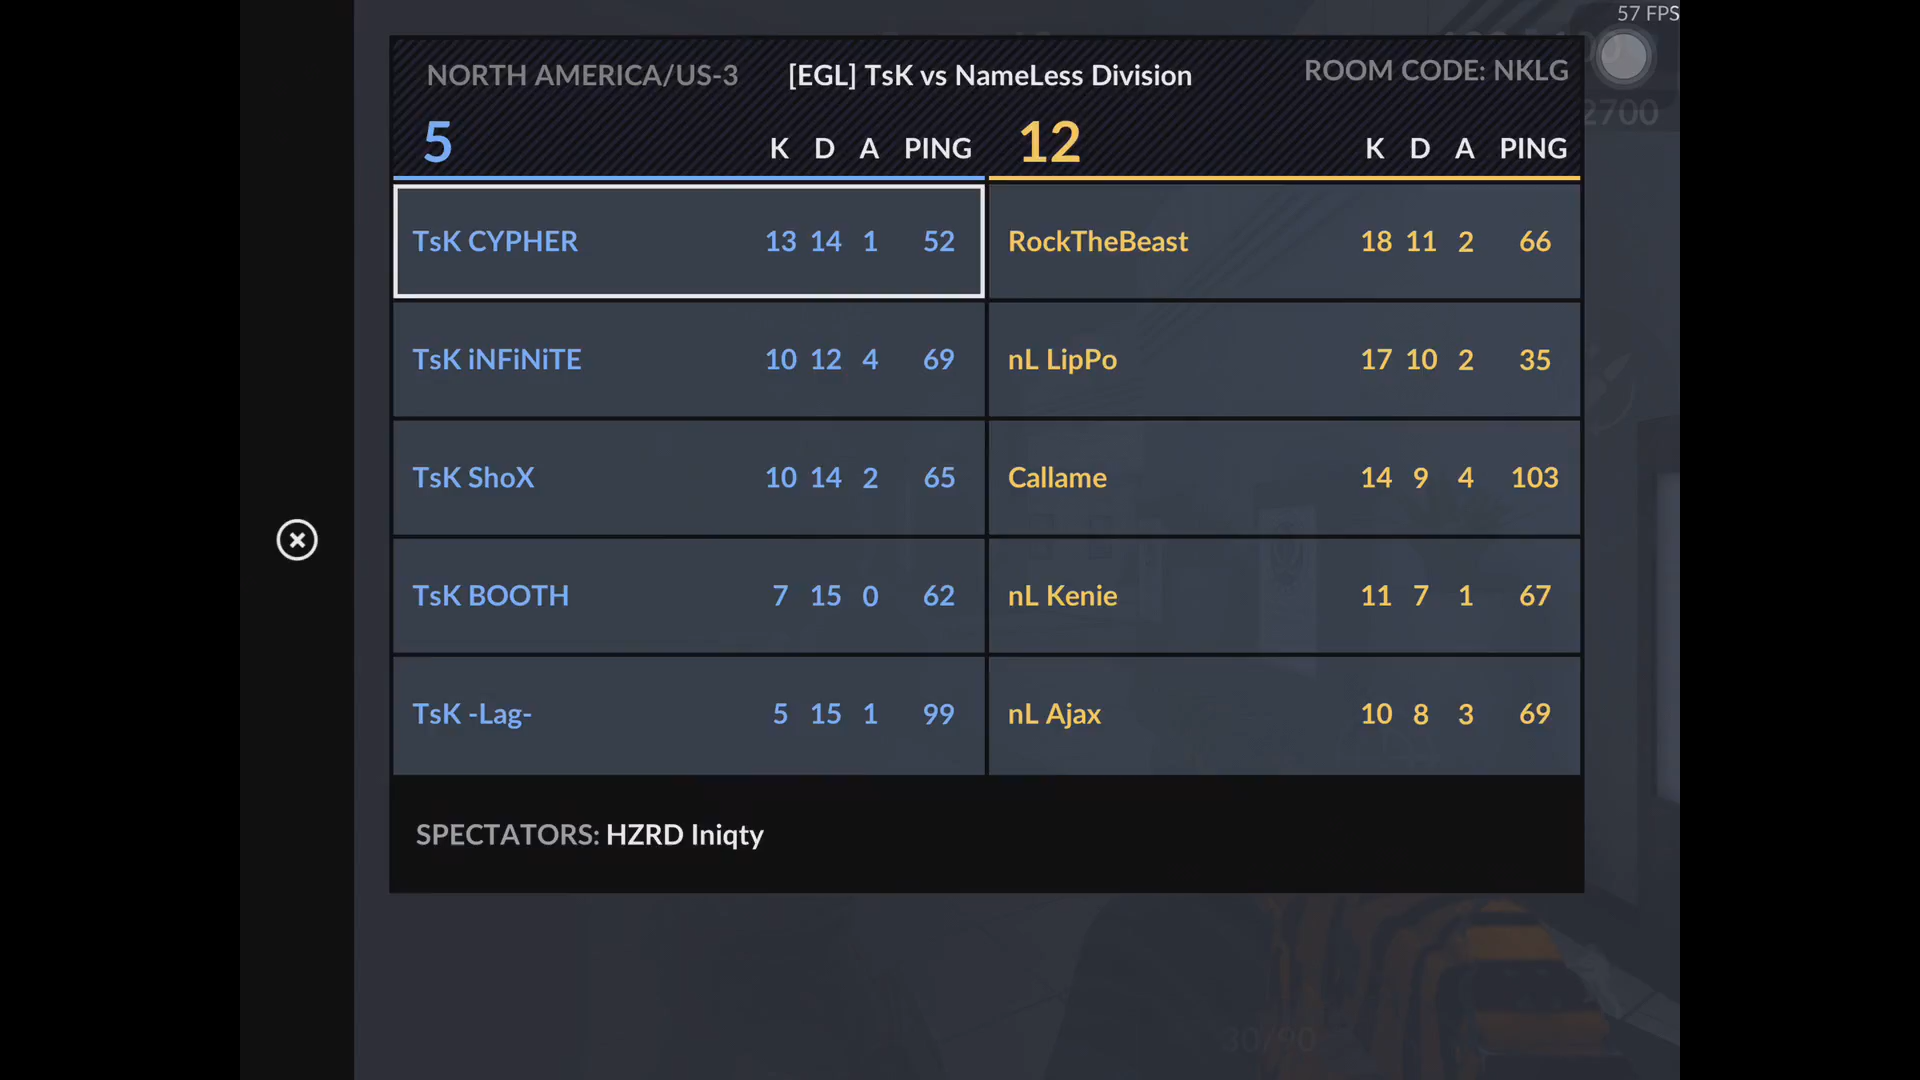 57 FPS
NORTH AMERICA/US-3 [EGL] TsK vs NameLess Division ROOM CODE: NKLG
2700
5 K D A PING 12 K D A PING
TsK CYPHER 13 14 1 52 RockTheBeast 18 11 2 66
TsK iNFiNiTE 10 12 4 69 nL LipPo 17 10 2 35
TsK ShoX 10 14 2 65 Callame 14 9 4 103
TsK BOOTH 7 15 0 62 nL Kenie 11 7 1 67
TsK -Lag- 5 15 1 99 nL Ajax 10 8 3 69
SPECTATORS: HZRD Iniqty
30/90